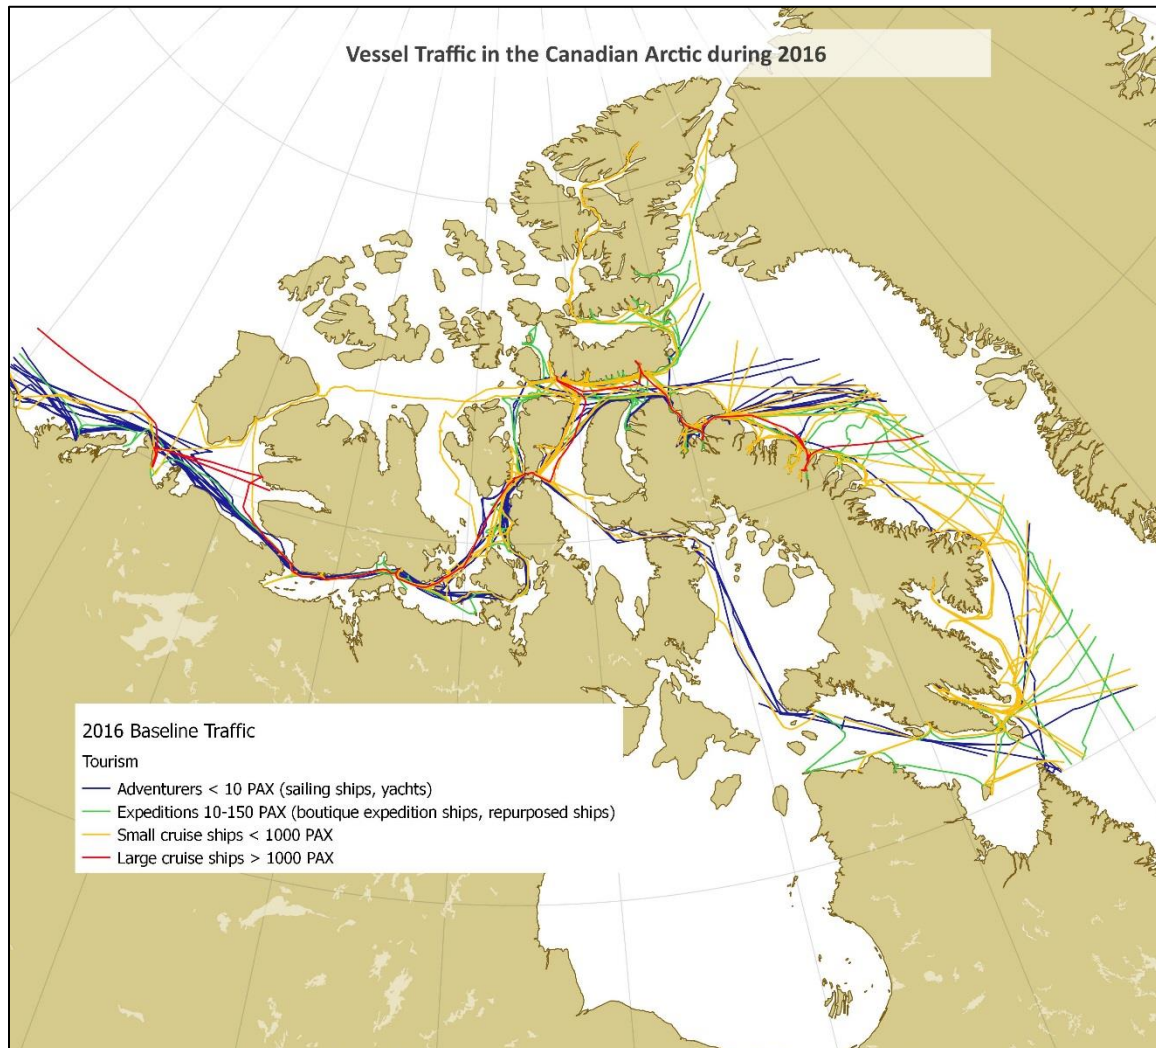 Vessel Traffic in the Canadian Arctic during 2016
2016 Baseline Traffic
Tourism
Adventurers < 10 PAX (sailing ships, yachts)
Expeditions 10-150 PAX (boutique expedition ships, repurposed ships)
Small cruise ships < 1000 PAX
Large cruise ships > 1000 PAX